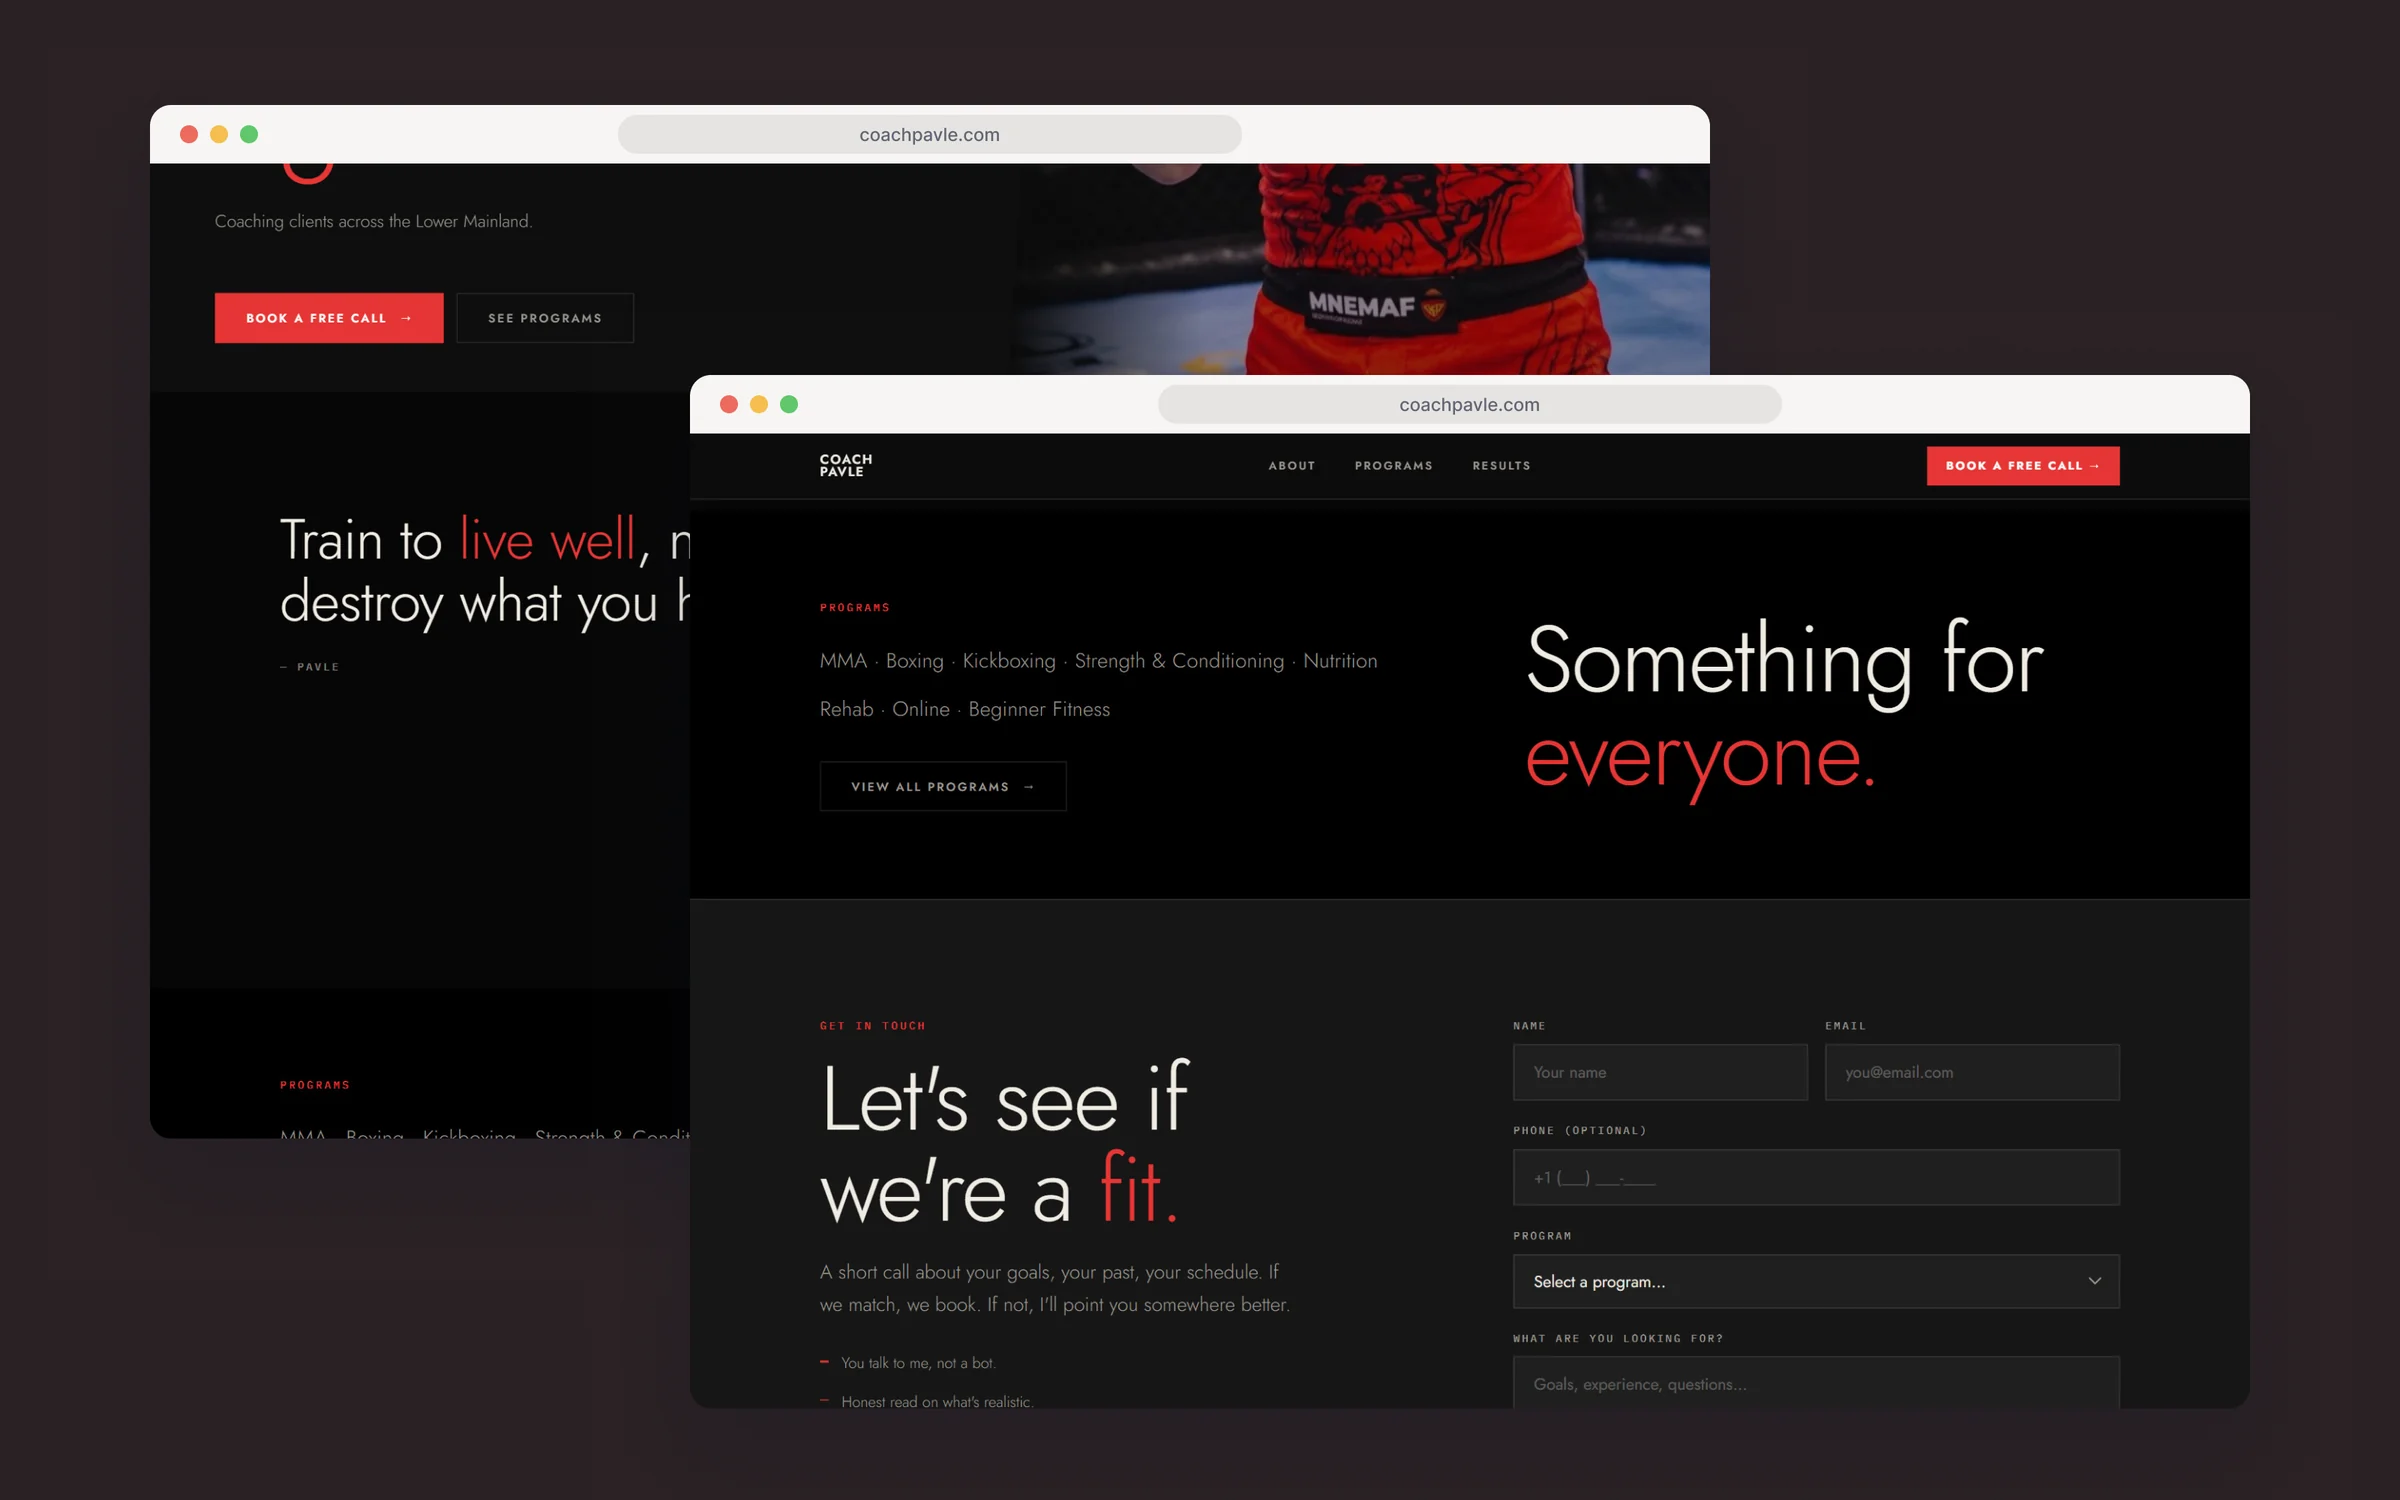 coachpavle.com
Coaching clients across the Lower Mainland.
BOOK A FREE CALL →
SEE PROGRAMS
MNEMAF
Train to live well,
destroy what you
– PAVLE
PROGRAMS
MMA · Boxing · Kickboxing · Strength &
coachpavle.com
COACH
PAVLE
ABOUT
PROGRAMS
RESULTS
BOOK A FREE CALL →
PROGRAMS
MMA · Boxing · Kickboxing · Strength & Conditioning · Nutrition
Rehab · Online · Beginner Fitness
VIEW ALL PROGRAMS →
Something for
everyone.
GET IN TOUCH
Let's see if
we're a fit.
A short call about your goals, your past, your schedule. If
we match, we book. If not, I'll point you somewhere better.
– You talk to me, not a bot.
– Honest read on what's realistic.
NAME
Your name
EMAIL
you@email.com
PHONE (OPTIONAL)
+1 (___) ___-____
PROGRAM
Select a program...
WHAT ARE YOU LOOKING FOR?
Goals, experience, questions...